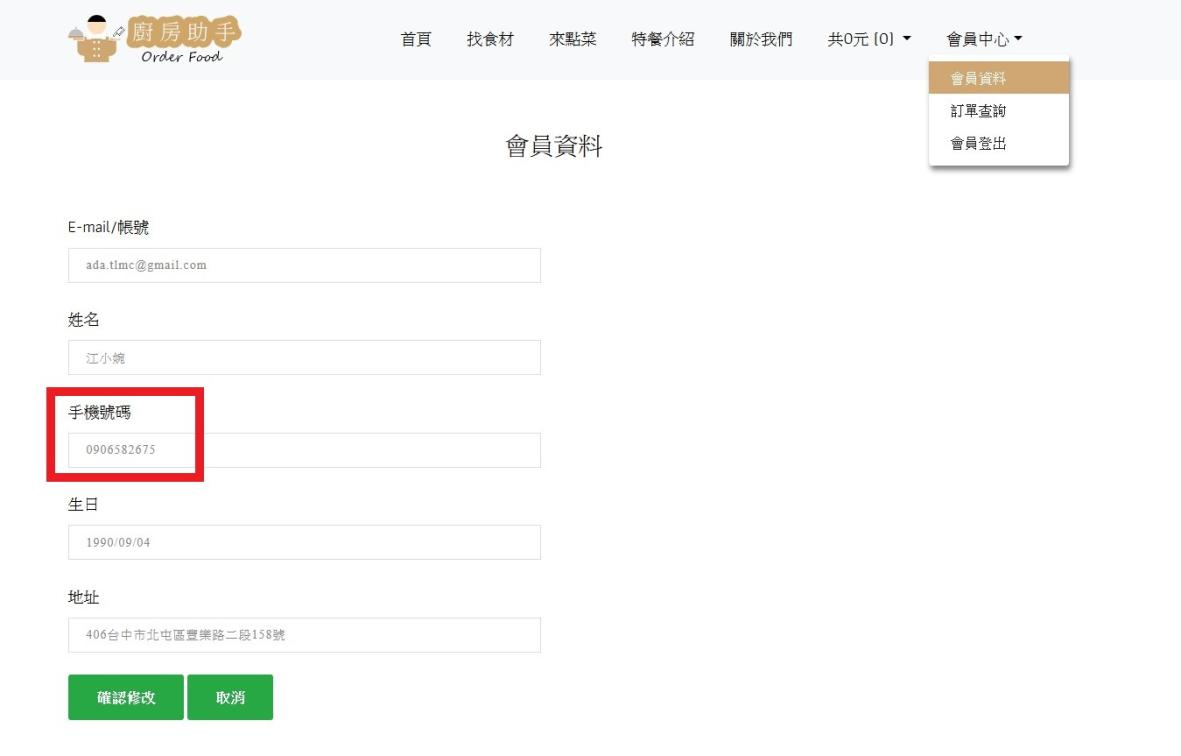 廚房助手
Order Food
首頁 找食材 來點菜 特餐介紹 關於我們 共0元 (0) 會員中心
會員資料
訂單查詢
會員登出
會員資料
E-mail/帳號
ada.tlmc@gmail.com
姓名
江小婉
手機號碼
0906582675
生日
1990/09/04
地址
406台中市北屯區豐樂路二段158號
確認修改 取消